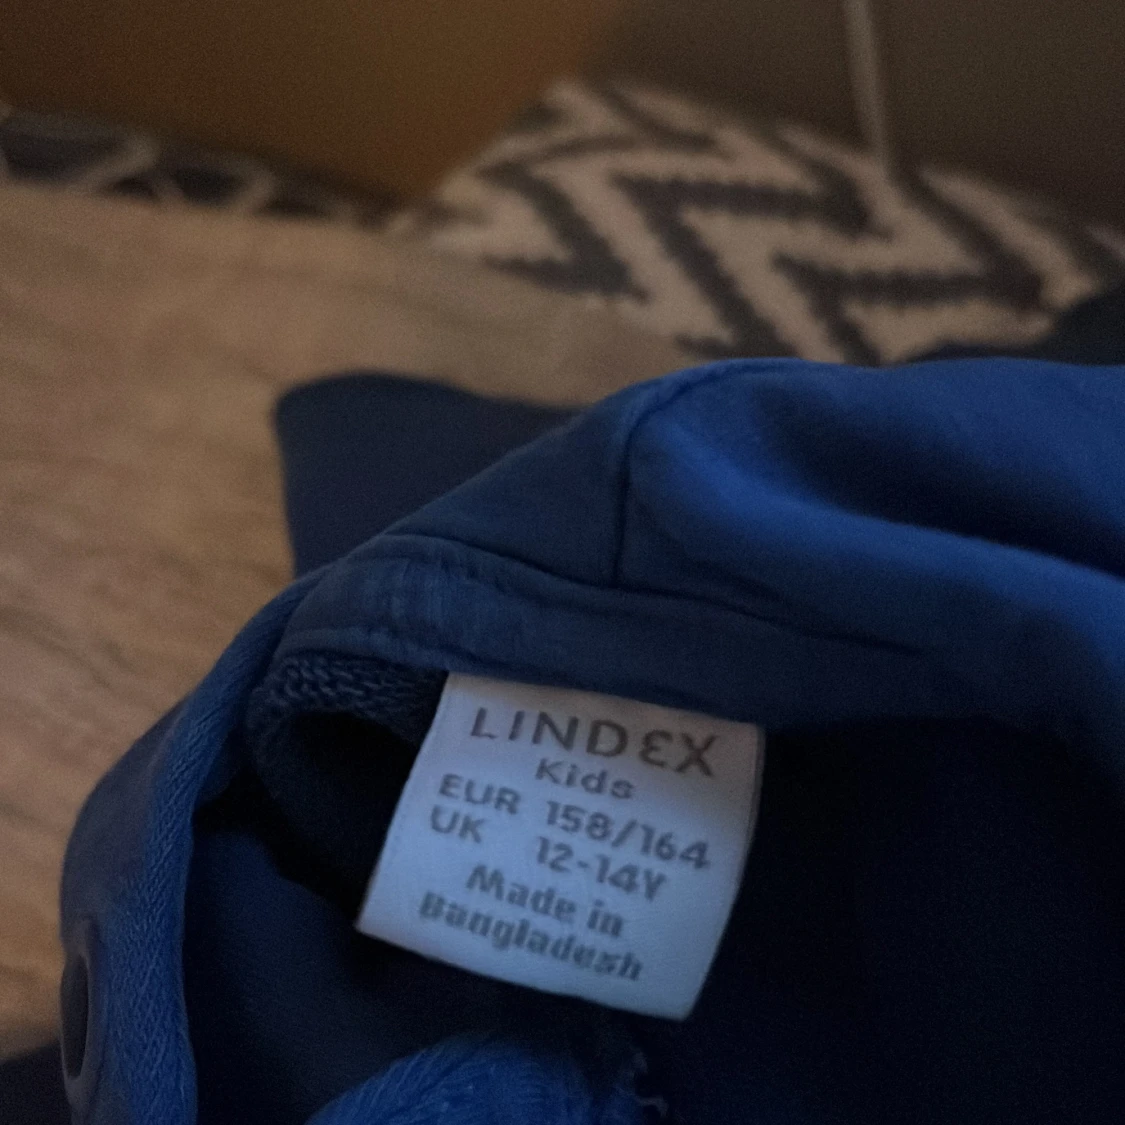 LINDEX
Kids
EUR 158/164
UK 12-14Y
Made in
Bangladesh